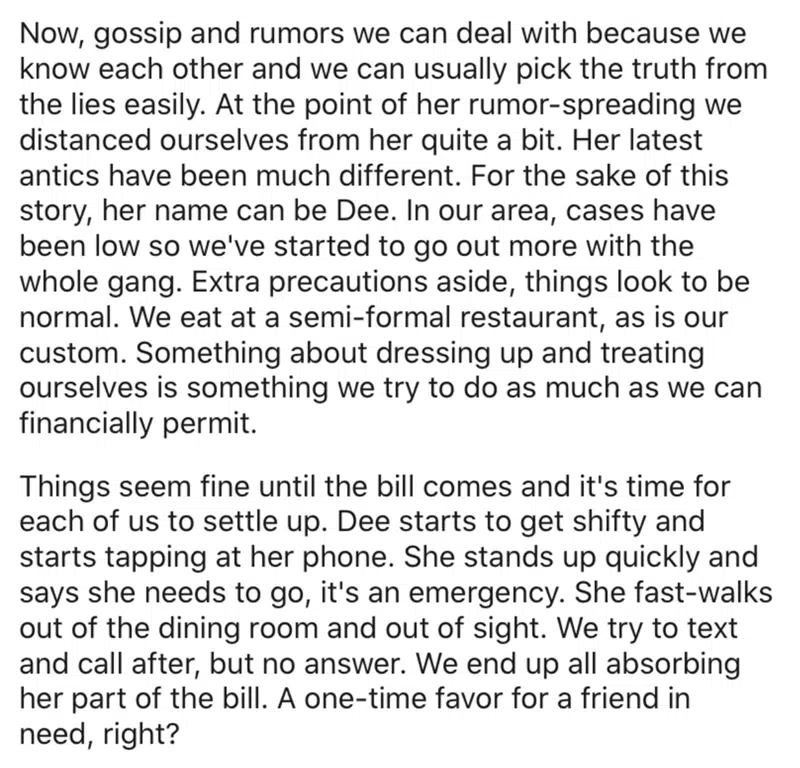 Now, gossip and rumors we can deal with because we
know each other and we can usually pick the truth from
the lies easily. At the point of her rumor-spreading we
distanced ourselves from her quite a bit. Her latest
antics have been much different. For the sake of this
story, her name can be Dee. In our area, cases have
been low so we've started to go out more with the
whole gang. Extra precautions aside, things look to be
normal. We eat at a semi-formal restaurant, as is our
custom. Something about dressing up and treating
ourselves is something we try to do as much as we can
financially permit.
Things seem fine until the bill comes and it's time for
each of us to settle up. Dee starts to get shifty and
starts tapping at her phone. She stands up quickly and
says she needs to go, it's an emergency. She fast-walks
out of the dining room and out of sight. We try to text
and call after, but no answer. We end up all absorbing
her part of the bill. A one-time favor for a friend in
need, right?